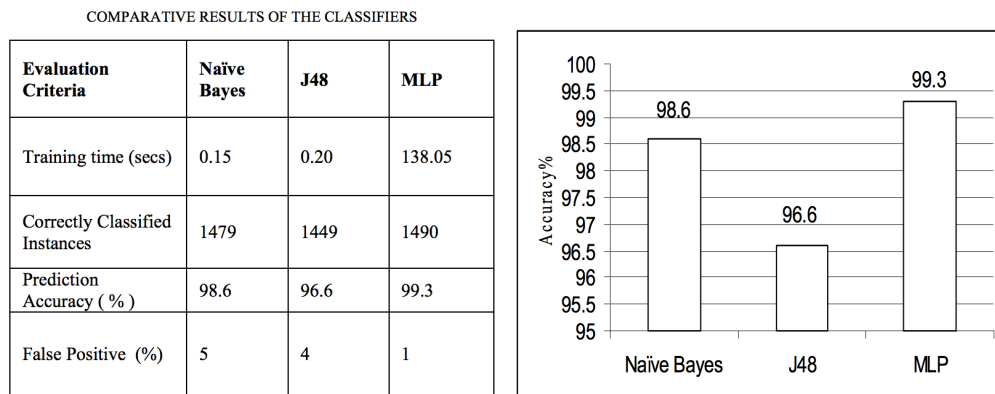 COMPARATIVE RESULTS OF THE CLASSIFIERS
Evaluation Criteria Naïve Bayes J48 MLP
Training time (secs) 0.15 0.20 138.05
Correctly Classified Instances 1479 1449 1490
Prediction Accuracy ( % ) 98.6 96.6 99.3
False Positive (%) 5 4 1
Accuracy%
100
99.5
99
98.5
98
97.5
97
96.5
96
95.5
95
98.6
96.6
99.3
Naïve Bayes J48 MLP